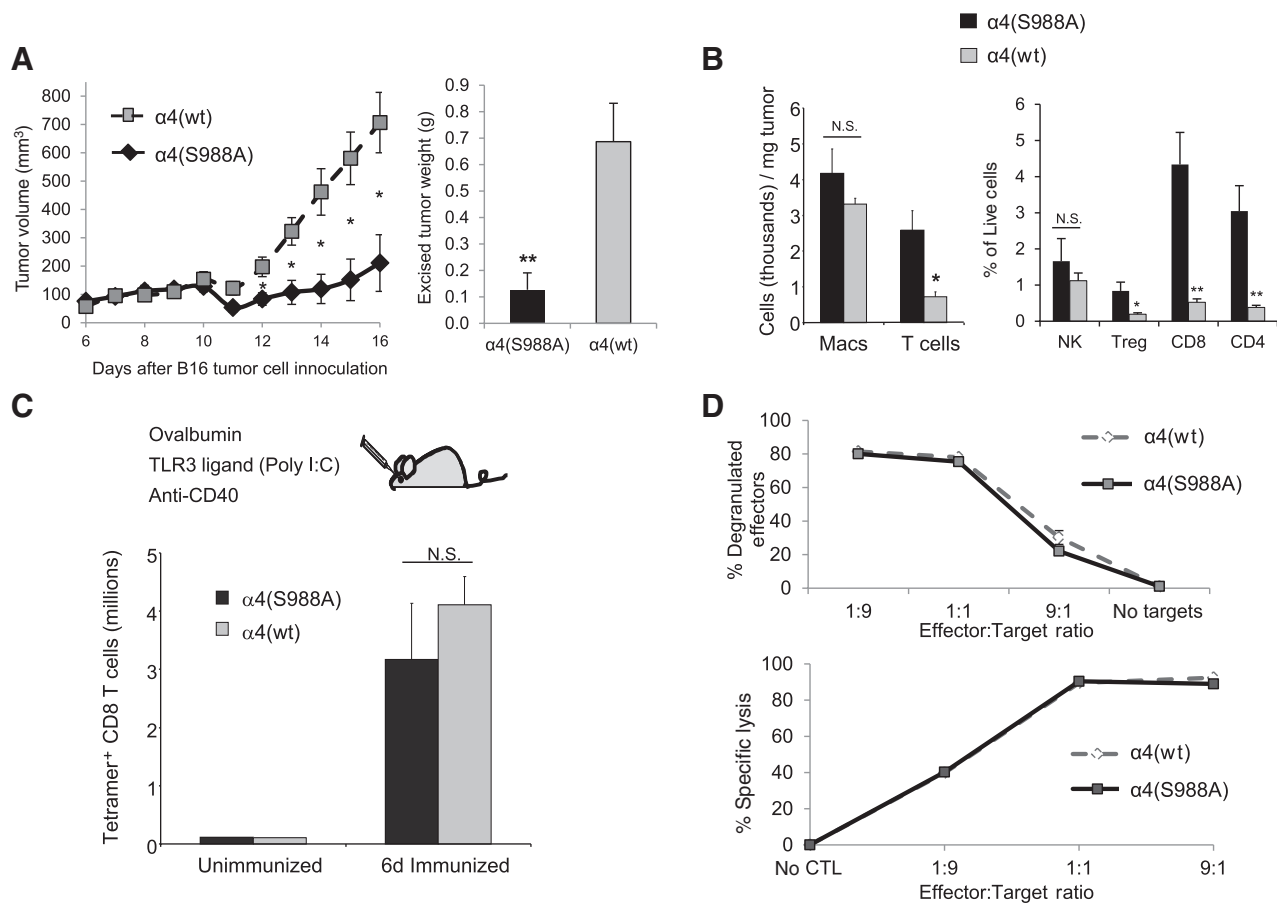 A
800
700
600
500
400
300
200
100
0
Tumor volume (mm³)
α4(wt)
α4(S988A)
*
*
*
*
*
6
8
10
12
14
16
Days after B16 tumor cell innoculation
0.9
0.8
0.7
0.6
0.5
0.4
0.3
0.2
0.1
0.0
Excised tumor weight (g)
**
α4(S988A)
α4(wt)
B
α4(S988A)
α4(wt)
6
5
4
3
2
1
0
Cells (thousands) / mg tumor
N.S.
*
Macs
T cells
6
5
4
3
2
1
0
% of Live cells
N.S.
*
**
**
NK
Treg
CD8
CD4
C
Ovalbumin
TLR3 ligand (Poly I:C)
Anti-CD40
5
4
3
2
1
0
Tetramer⁺ CD8 T cells (millions)
α4(S988A)
α4(wt)
N.S.
Unimmunized
6d Immunized
D
100
80
60
40
20
0
% Degranulated
effectors
α4(wt)
α4(S988A)
1:9
1:1
9:1
No targets
Effector:Target ratio
100
80
60
40
20
0
% Specific lysis
α4(wt)
α4(S988A)
No CTL
1:9
1:1
9:1
Effector:Target ratio